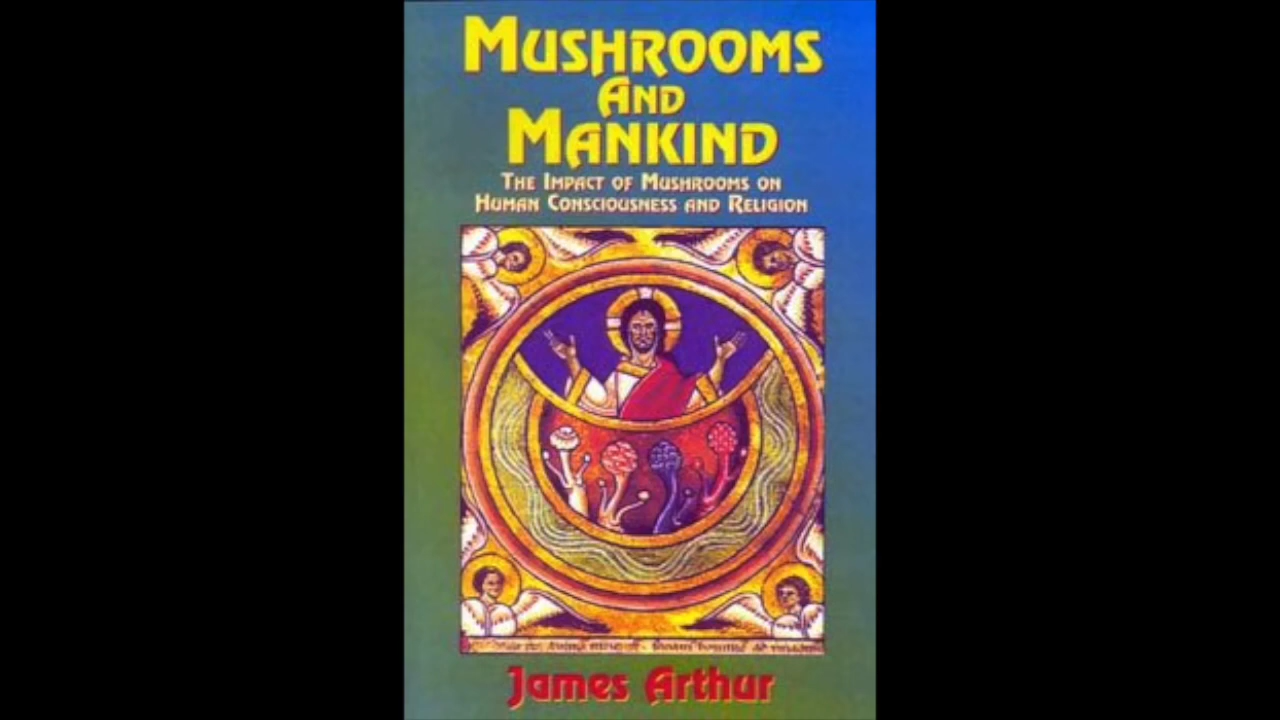 MUSHROOMS
AND
MANKIND
THE IMPACT OF MUSHROOMS ON
HUMAN CONSCIOUSNESS AND RELIGION
James Arthur